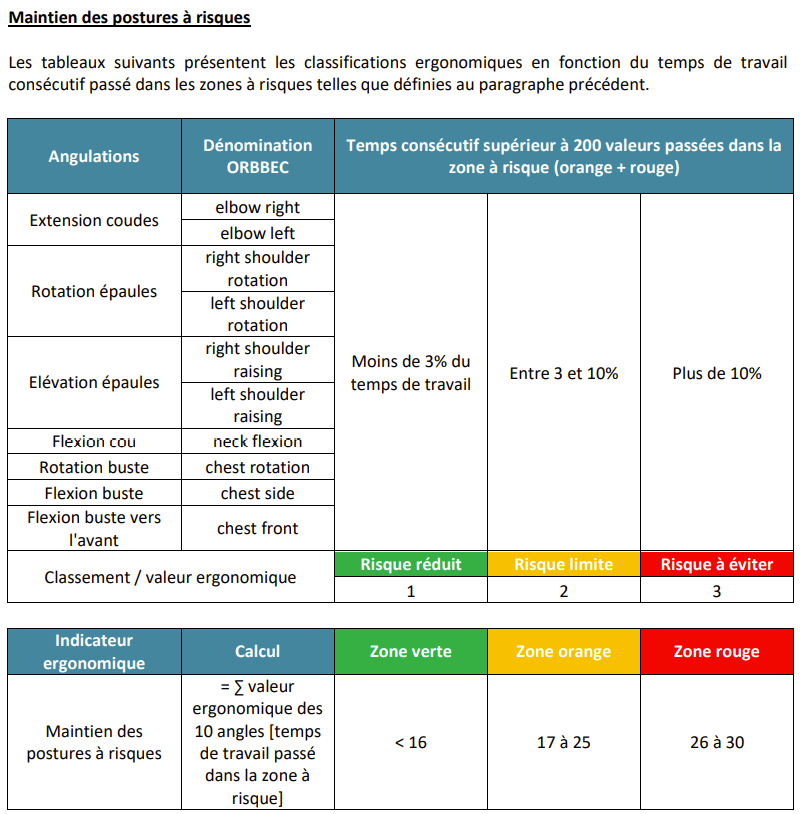 Maintien des postures à risques
Les tableaux suivants présentent les classifications ergonomiques en fonction du temps de travail
consécutif passé dans les zones à risques telles que définies au paragraphe précédent.
Angulations
Dénomination
ORBBEC
Temps consécutif supérieur à 200 valeurs passées dans la
zone à risque (orange + rouge)
Extension coudes
elbow right
elbow left
Rotation épaules
right shoulder
rotation
left shoulder
rotation
Elévation épaules
right shoulder
raising
left shoulder
raising
Flexion cou
neck flexion
Rotation buste
chest rotation
Flexion buste
chest side
Flexion buste vers
l'avant
chest front
Moins de 3% du
temps de travail
Entre 3 et 10%
Plus de 10%
Classement / valeur ergonomique
Risque réduit
Risque limite
Risque à éviter
1
2
3
Indicateur
ergonomique
Calcul
Zone verte
Zone orange
Zone rouge
Maintien des
postures à risques
= ∑ valeur
ergonomique des
10 angles [temps
de travail passé
dans la zone à
risque]
< 16
17 à 25
26 à 30